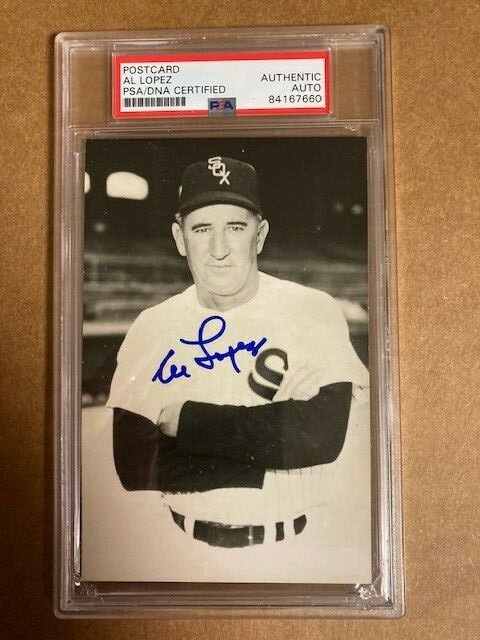 POSTCARD
AL LOPEZ
PSA/DNA CERTIFIED
AUTHENTIC
AUTO
84167660
PSA
SOX
Al Lopez
S